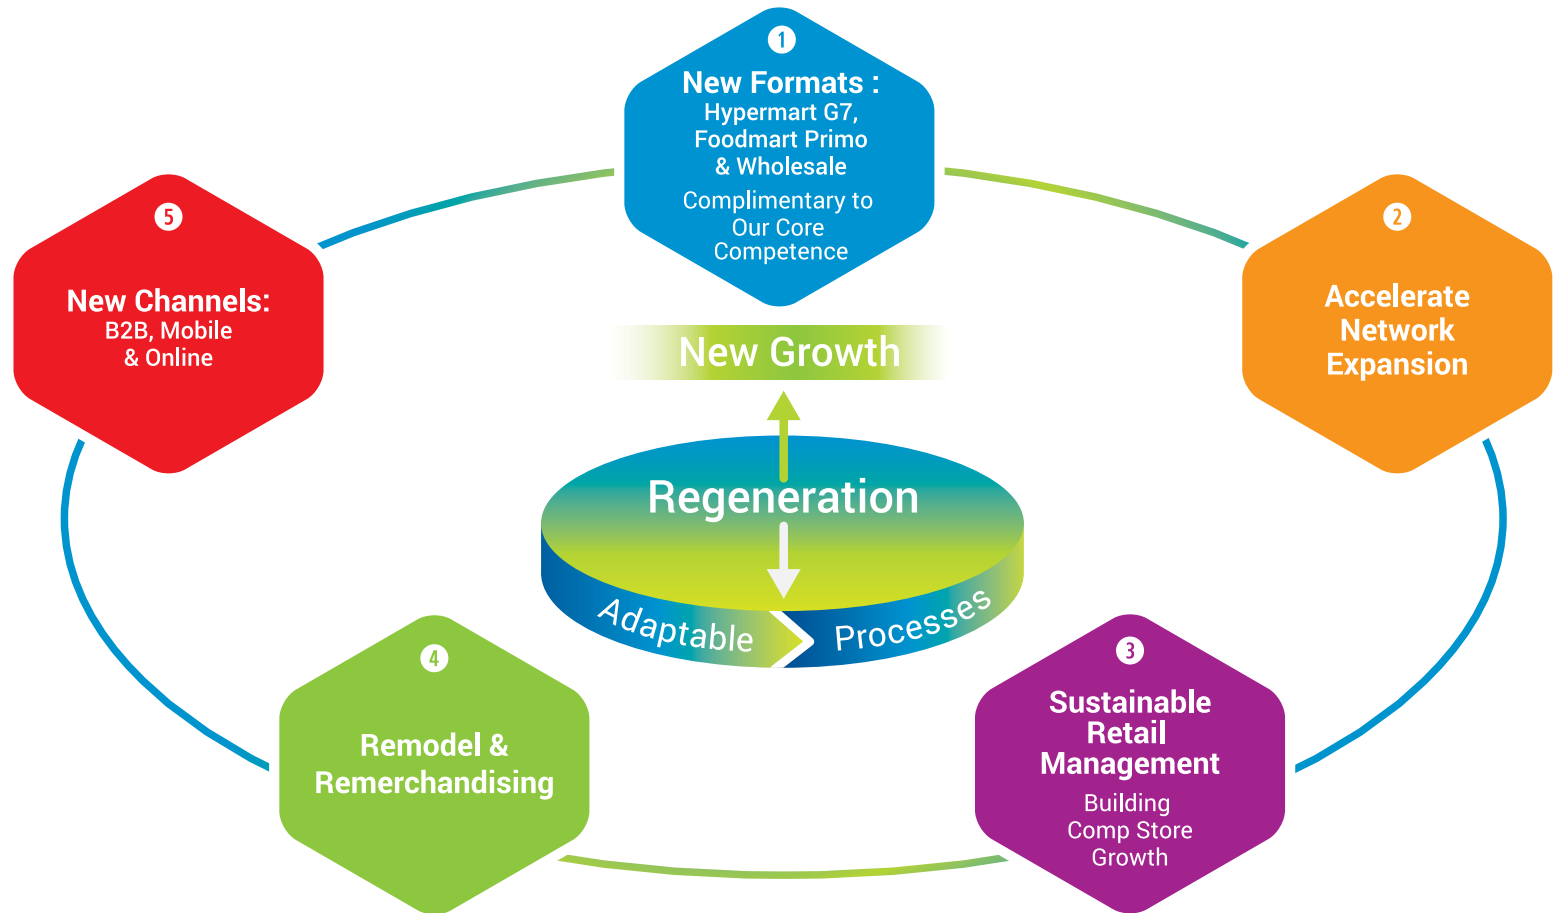 1
New Formats :
Hypermart G7,
Foodmart Primo
& Wholesale
Complimentary to
Our Core
Competence
2
Accelerate
Network
Expansion
3
Sustainable
Retail
Management
Building
Comp Store
Growth
4
Remodel &
Remerchandising
5
New Channels:
B2B, Mobile
& Online
New Growth
Regeneration
Adaptable Processes